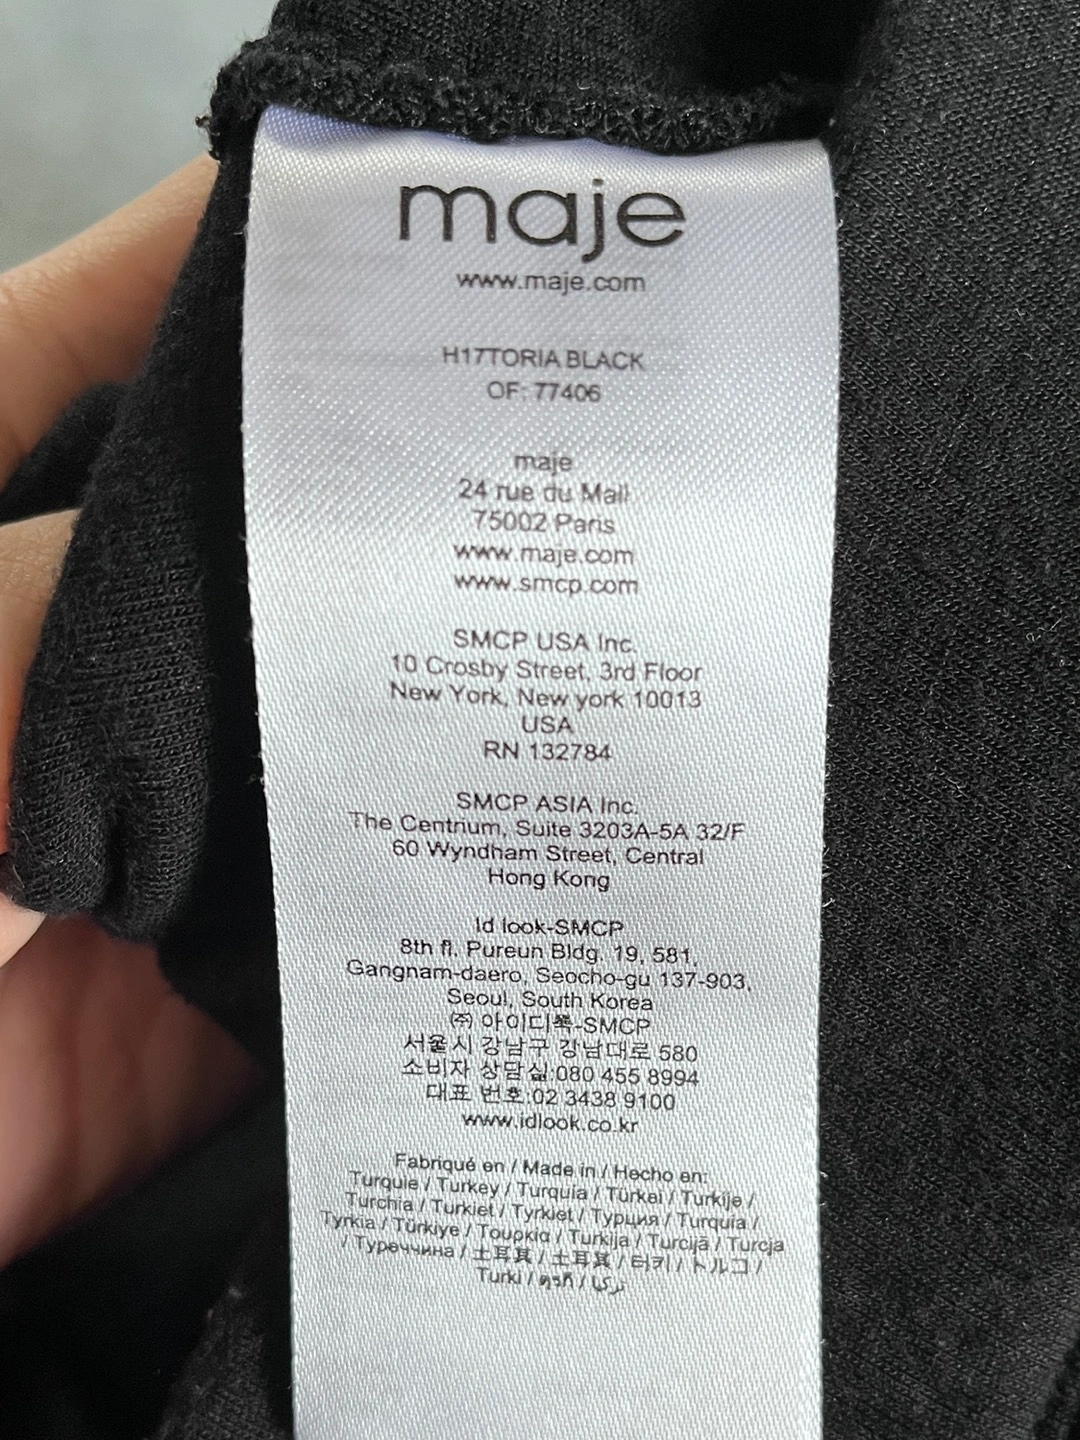 maje
www.maje.com
H17TORIA BLACK
OF: 77406
maje
24 rue du Mail
75002 Paris
www.maje.com
www.smcp.com
SMCP USA Inc.
10 Crosby Street, 3rd Floor
New York, New york 10013
USA
RN 132784
SMCP ASIA Inc.
The Centrium, Suite 3203A-5A 32/F
60 Wyndham Street, Central
Hong Kong
Id look-SMCP
8th fl. Pureun Bldg. 19, 581,
Gangnam-daero, Seocho-gu 137-903,
Seoul, South Korea
㈜ 아이디룩-SMCP
서울시 강남구 강남대로 580
소비자 상담실:080 455 8994
대표 번호:02 3438 9100
www.idlook.co.kr
Fabriqué en / Made in / Hecho en:
Turquie / Turkey / Turquía / Türkei / Turkije /
Turchia / Turkiet / Tyrkiet / Турция / Turquia /
Tyrkia / Türkiye / Τουρκία / Turkija / Turcijā / Turcja
/ Туреччина / 土耳其 / 土耳其 / 터키 / トルコ /
Turki / ตุรกี / تركيا